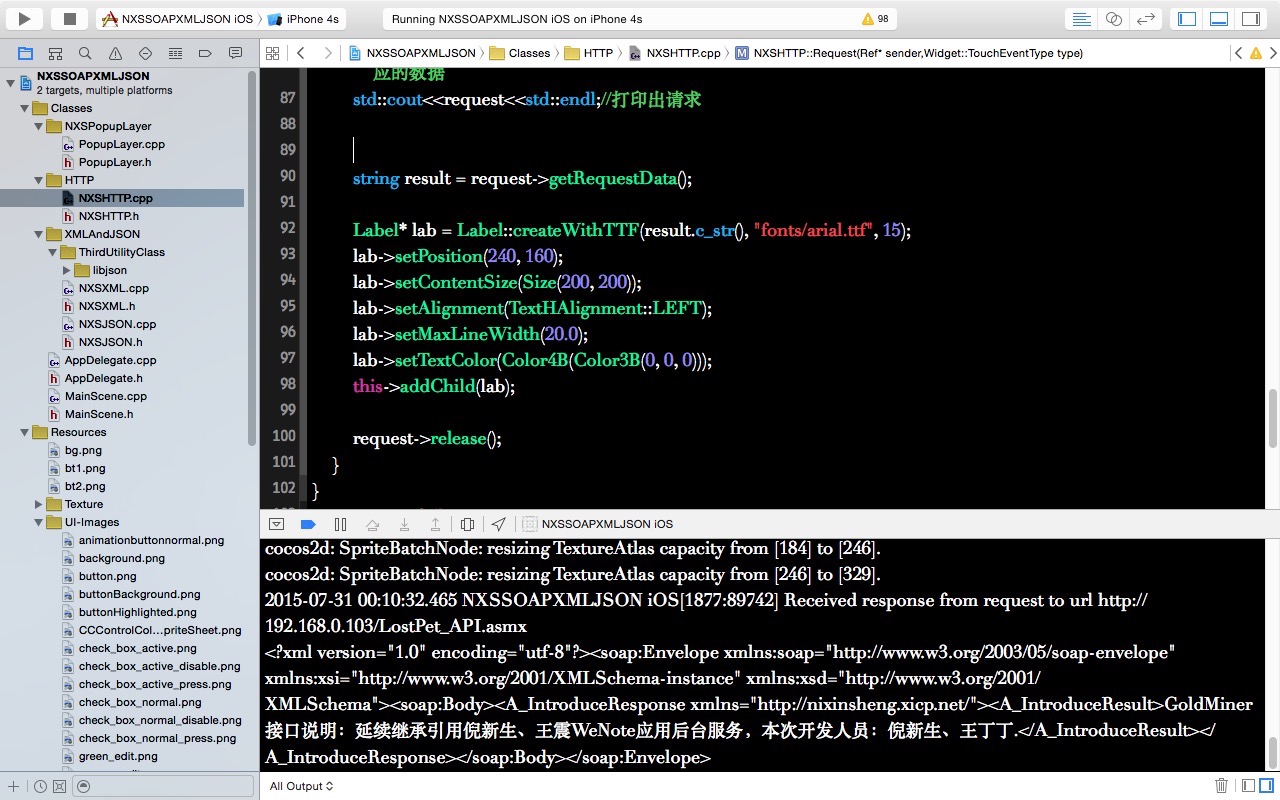 NXSSOAPXMLJSON iOS
iPhone 4s
Running NXSSOAPXMLJSON iOS on iPhone 4s
98
NXSSOAPXMLJSON
Classes
HTTP
NXSHTTP.cpp
NXSHTTP::Request(Ref* sender,Widget::TouchEventType type)
NXSSOAPXMLJSON
2 targets, multiple platforms
Classes
NXSPopupLayer
PopupLayer.cpp
PopupLayer.h
HTTP
NXSHTTP.cpp
NXSHTTP.h
XMLAndJSON
ThirdUtilityClass
libjson
NXSXML.cpp
NXSXML.h
NXSJSON.cpp
NXSJSON.h
AppDelegate.cpp
AppDelegate.h
MainScene.cpp
MainScene.h
Resources
bg.png
bt1.png
bt2.png
Texture
UI-Images
animationbuttonnormal.png
background.png
button.png
buttonBackground.png
buttonHighlighted.png
CCControlCol...priteSheet.png
check_box_active.png
check_box_active_disable.png
check_box_active_press.png
check_box_normal.png
check_box_normal_disable.png
check_box_normal_press.png
green_edit.png
应的数据
87 std::cout<<request<<std::endl;//打印出请求
88
89
90 string result = request->getRequestData();
91
92 Label* lab = Label::createWithTTF(result.c_str(), "fonts/arial.ttf", 15);
93 lab->setPosition(240, 160);
94 lab->setContentSize(Size(200, 200));
95 lab->setAlignment(TextHAlignment::LEFT);
96 lab->setMaxLineWidth(20.0);
97 lab->setTextColor(Color4B(Color3B(0, 0, 0)));
98 this->addChild(lab);
99
100 request->release();
101 }
102 }
NXSSOAPXMLJSON iOS
cocos2d: SpriteBatchNode: resizing TextureAtlas capacity from [184] to [246].
cocos2d: SpriteBatchNode: resizing TextureAtlas capacity from [246] to [329].
2015-07-31 00:10:32.465 NXSSOAPXMLJSON iOS[1877:89742] Received response from request to url http://
192.168.0.103/LostPet_API.asmx
<?xml version="1.0" encoding="utf-8"?><soap:Envelope xmlns:soap="http://www.w3.org/2003/05/soap-envelope"
xmlns:xsi="http://www.w3.org/2001/XMLSchema-instance" xmlns:xsd="http://www.w3.org/2001/
XMLSchema"><soap:Body><A_IntroduceResponse xmlns="http://nixinsheng.xicp.net/"><A_IntroduceResult>GoldMiner
接口说明：延续继承引用倪新生、王震WeNote应用后台服务，本次开发人员：倪新生、王丁丁.</A_IntroduceResult></
A_IntroduceResponse></soap:Body></soap:Envelope>
All Output